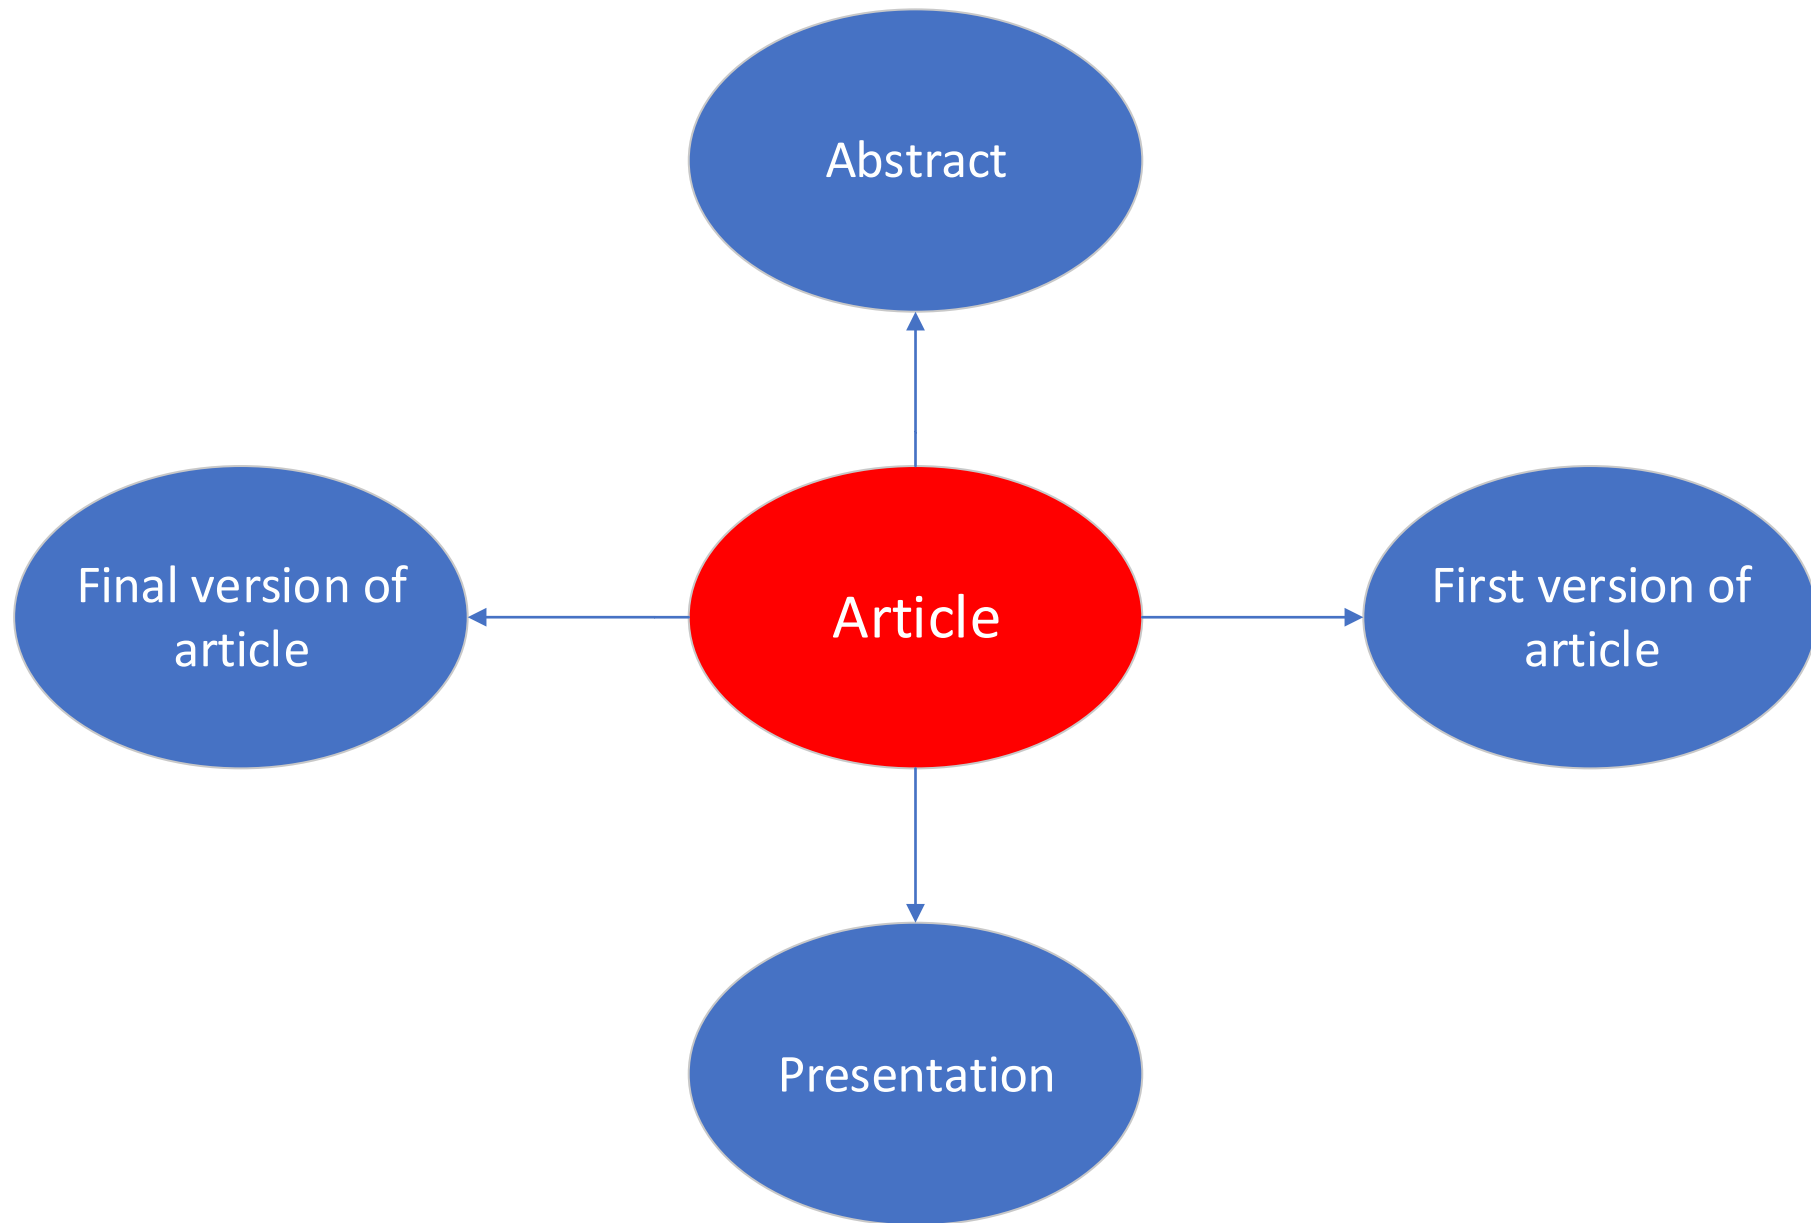 Abstract
Final version of
article
Article
First version of
article
Presentation